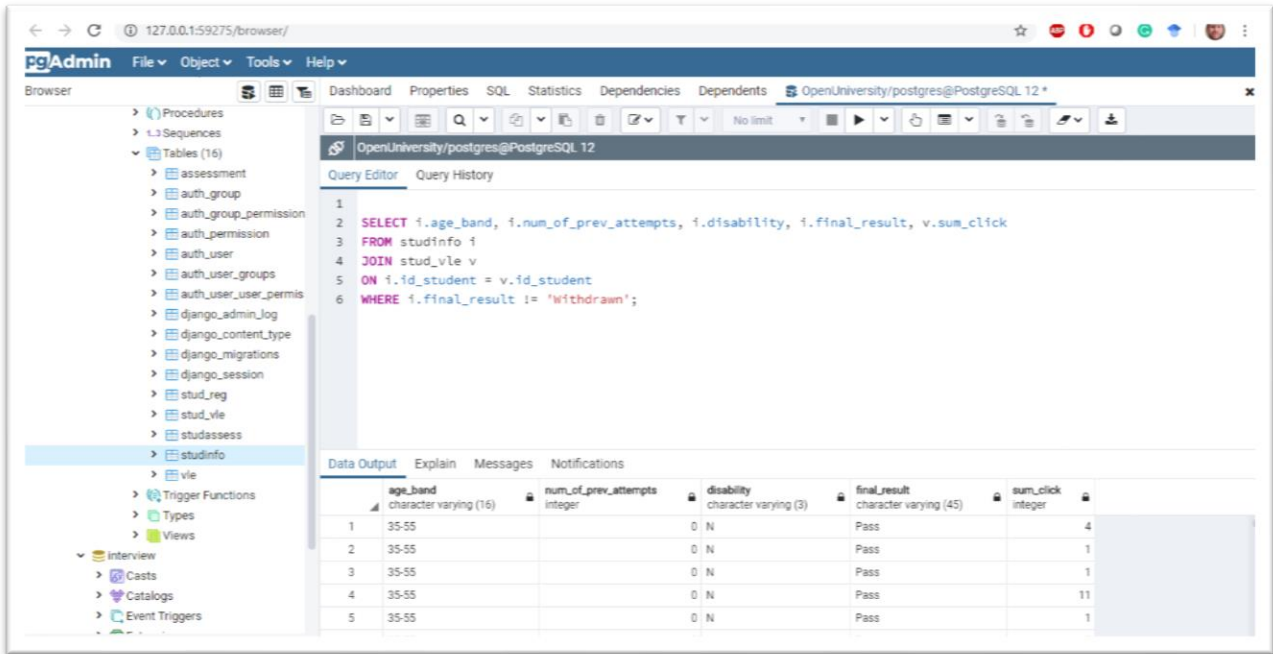 127.0.0.1:59275/browser/
pgAdmin File Object Tools Help
Browser
Dashboard Properties SQL Statistics Dependencies Dependents OpenUniversity/postgres@PostgreSQL 12 *
Procedures
1..3 Sequences
Tables (16)
assessment
auth_group
auth_group_permission
auth_permission
auth_user
auth_user_groups
auth_user_user_permis
django_admin_log
django_content_type
django_migrations
django_session
stud_reg
stud_vle
studassess
studinfo
vle
Trigger Functions
Types
Views
interview
Casts
Catalogs
Event Triggers
No limit
OpenUniversity/postgres@PostgreSQL 12
Query Editor Query History
1
2 SELECT i.age_band, i.num_of_prev_attempts, i.disability, i.final_result, v.sum_click
3 FROM studinfo i
4 JOIN stud_vle v
5 ON i.id_student = v.id_student
6 WHERE i.final_result != 'Withdrawn';
Data Output Explain Messages Notifications
age_band num_of_prev_attempts disability final_result sum_click
character varying (16) integer character varying (3) character varying (45) integer
1 35-55 0 N Pass 4
2 35-55 0 N Pass 1
3 35-55 0 N Pass 1
4 35-55 0 N Pass 11
5 35-55 0 N Pass 1